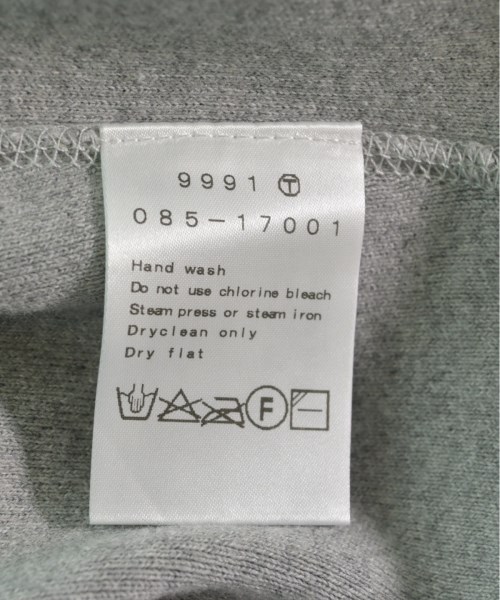 9991 Ⓣ
085-17001
Hand wash
Do not use chlorine bleach
Steam press or steam iron
Dryclean only
Dry flat
F